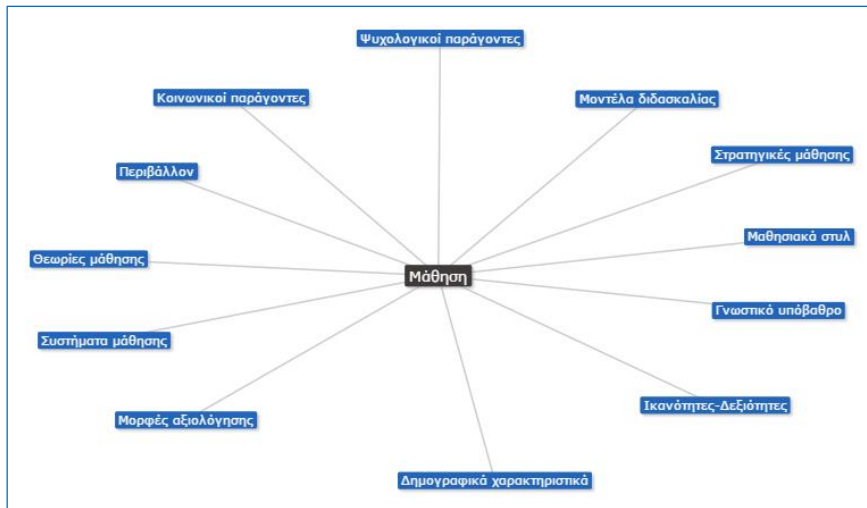 Ψυχολογικοί παράγοντες
Κοινωνικοί παράγοντες
Μοντέλα διδασκαλίας
Στρατηγικές μάθησης
Περιβάλλον
Μαθησιακά στυλ
Θεωρίες μάθησης
Μάθηση
Γνωστικό υπόβαθρο
Συστήματα μάθησης
Ικανότητες-Δεξιότητες
Μορφές αξιολόγησης
Δημογραφικά χαρακτηριστικά